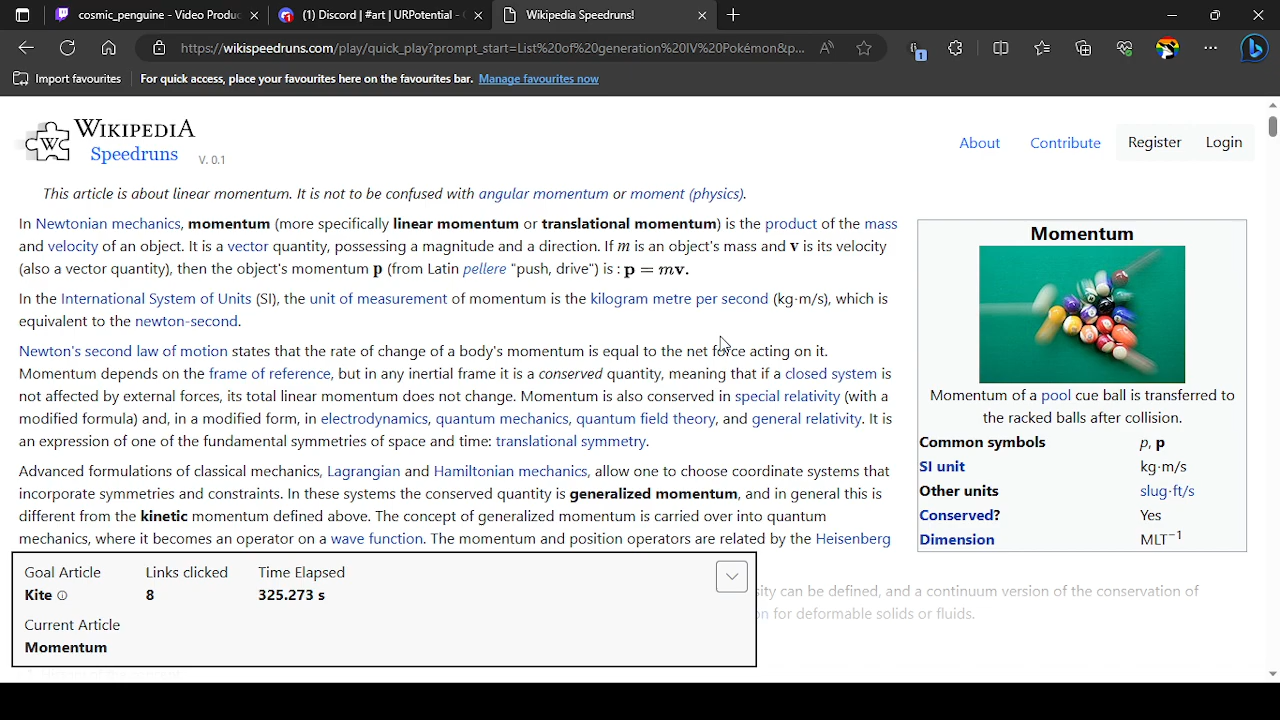 cosmic_penguine - Video Produc
(1) Discord | #art | URPotential -
Wikipedia Speedruns!
https://wikispeedruns.com/play/quick_play?prompt_start=List%20of%20generation%20IV%20Pokémon&p...
1
Import favourites
For quick access, place your favourites here on the favourites bar. Manage favourites now
WIKIPEDIA
Speedruns V. 0.1
About Contribute Register Login
This article is about linear momentum. It is not to be confused with angular momentum or moment (physics).
In Newtonian mechanics, momentum (more specifically linear momentum or translational momentum) is the product of the mass
and velocity of an object. It is a vector quantity, possessing a magnitude and a direction. If m is an object's mass and v is its velocity
(also a vector quantity), then the object's momentum p (from Latin pellere "push, drive") is : p = mv.
In the International System of Units (SI), the unit of measurement of momentum is the kilogram metre per second (kg⋅m/s), which is
equivalent to the newton-second.
Newton's second law of motion states that the rate of change of a body's momentum is equal to the net force acting on it.
Momentum depends on the frame of reference, but in any inertial frame it is a conserved quantity, meaning that if a closed system is
not affected by external forces, its total linear momentum does not change. Momentum is also conserved in special relativity (with a
modified formula) and, in a modified form, in electrodynamics, quantum mechanics, quantum field theory, and general relativity. It is
an expression of one of the fundamental symmetries of space and time: translational symmetry.
Advanced formulations of classical mechanics, Lagrangian and Hamiltonian mechanics, allow one to choose coordinate systems that
incorporate symmetries and constraints. In these systems the conserved quantity is generalized momentum, and in general this is
different from the kinetic momentum defined above. The concept of generalized momentum is carried over into quantum
mechanics, where it becomes an operator on a wave function. The momentum and position operators are related by the Heisenberg
sity can be defined, and a continuum version of the conservation of
on for deformable solids or fluids.
Momentum
Momentum of a pool cue ball is transferred to
the racked balls after collision.
Common symbols p, p
SI unit kg⋅m/s
Other units slug⋅ft/s
Conserved? Yes
Dimension MLT⁻¹
Goal Article Links clicked Time Elapsed
Kite 8 325.273 s
Current Article
Momentum